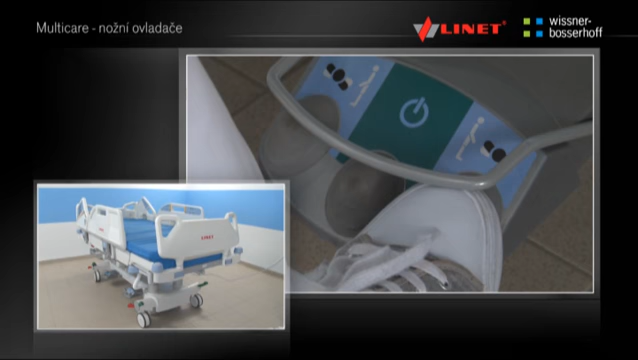 Multicare - nožní ovladače
LINET®
wissner-
bosserhoff
LINET